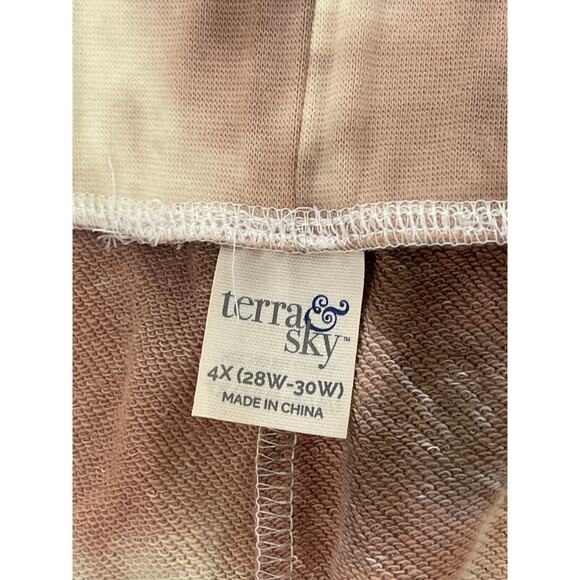 terra &
sky™
4X (28W-30W)
MADE IN CHINA